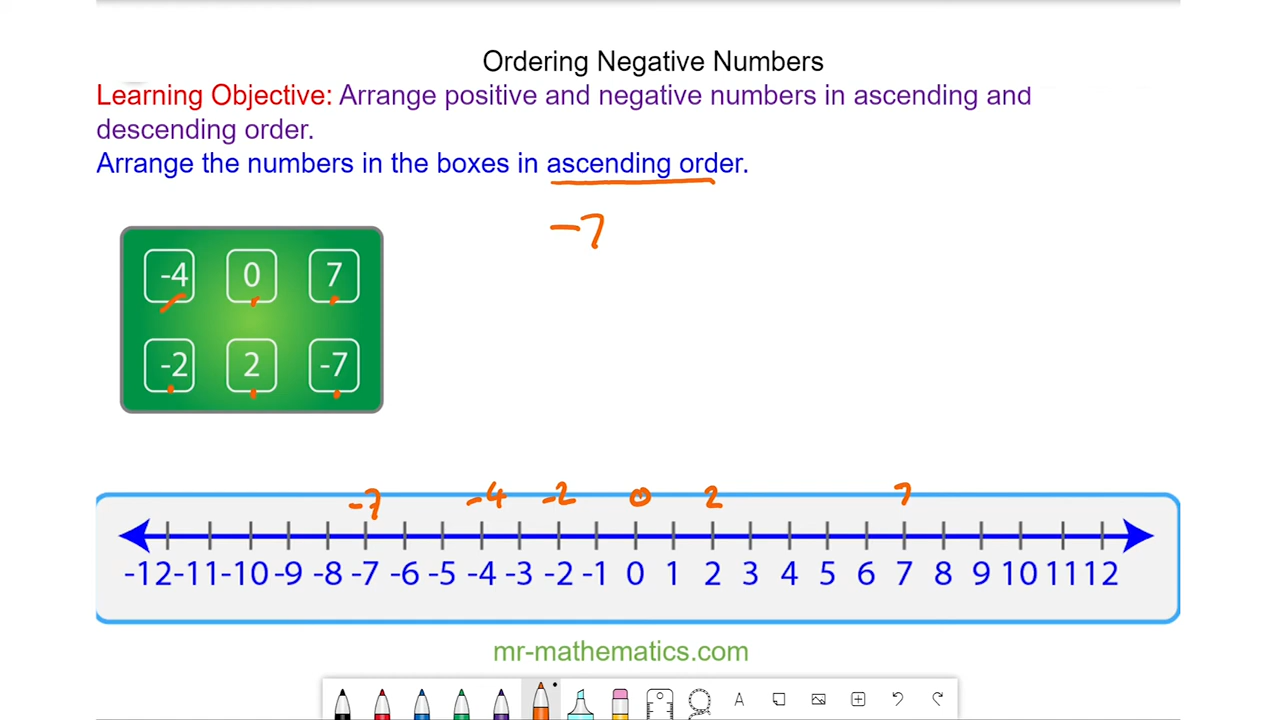 Ordering Negative Numbers
Learning Objective: Arrange positive and negative numbers in ascending and
descending order.
Arrange the numbers in the boxes in ascending order.
-7
-4 0 7
-2 2 -7
-7 -4 -2 0 2 7
-12 -11 -10 -9 -8 -7 -6 -5 -4 -3 -2 -1 0 1 2 3 4 5 6 7 8 9 10 11 12
mr-mathematics.com
A